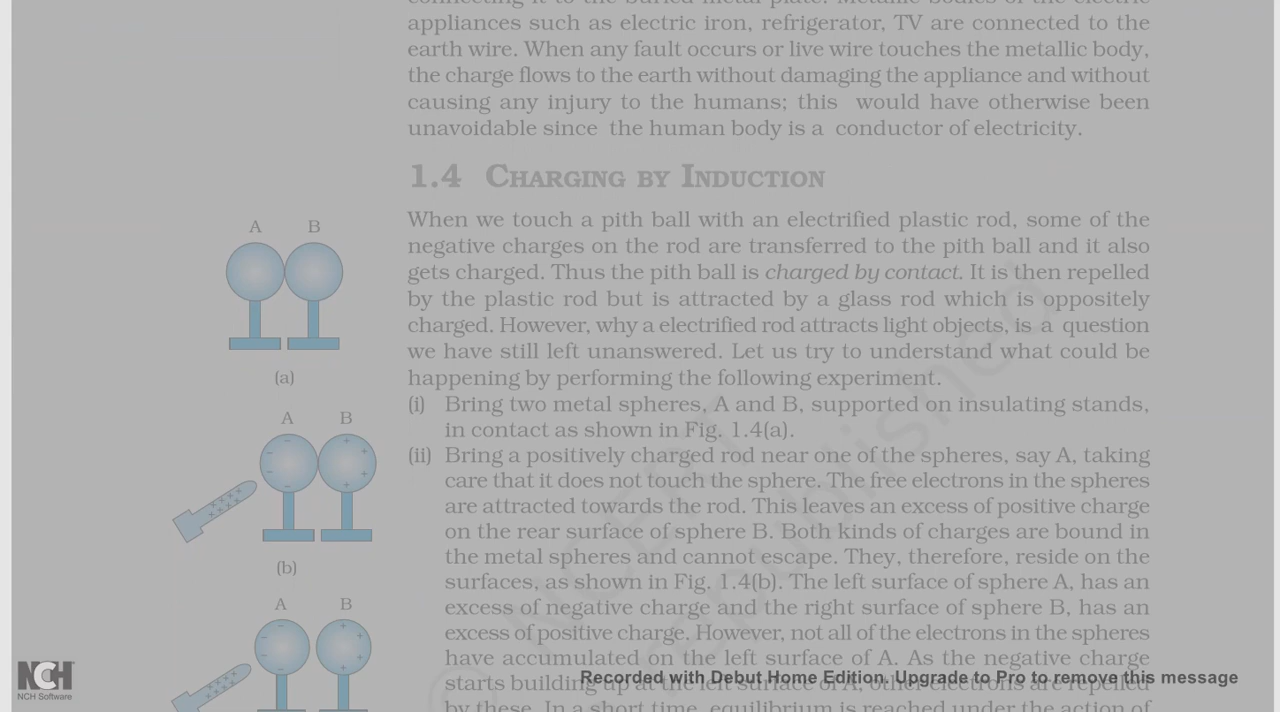 connecting it to the buried metal plate. Metallic bodies of the electric
appliances such as electric iron, refrigerator, TV are connected to the
earth wire. When any fault occurs or live wire touches the metallic body,
the charge flows to the earth without damaging the appliance and without
causing any injury to the humans; this would have otherwise been
unavoidable since the human body is a conductor of electricity.
1.4 CHARGING BY INDUCTION
When we touch a pith ball with an electrified plastic rod, some of the
negative charges on the rod are transferred to the pith ball and it also
gets charged. Thus the pith ball is charged by contact. It is then repelled
by the plastic rod but is attracted by a glass rod which is oppositely
charged. However, why a electrified rod attracts light objects, is a question
we have still left unanswered. Let us try to understand what could be
happening by performing the following experiment.
(i) Bring two metal spheres, A and B, supported on insulating stands,
in contact as shown in Fig. 1.4(a).
(ii) Bring a positively charged rod near one of the spheres, say A, taking
care that it does not touch the sphere. The free electrons in the spheres
are attracted towards the rod. This leaves an excess of positive charge
on the rear surface of sphere B. Both kinds of charges are bound in
the metal spheres and cannot escape. They, therefore, reside on the
surfaces, as shown in Fig. 1.4(b). The left surface of sphere A, has an
excess of negative charge and the right surface of sphere B, has an
excess of positive charge. However, not all of the electrons in the spheres
have accumulated on the left surface of A. As the negative charge
starts building up at the left surface of A, other electrons are repelled
by these. In a short time, equilibrium is reached under the action of
A B
(a)
A B
(b)
A B
NCH
NCH Software
Recorded with Debut Home Edition. Upgrade to Pro to remove this message